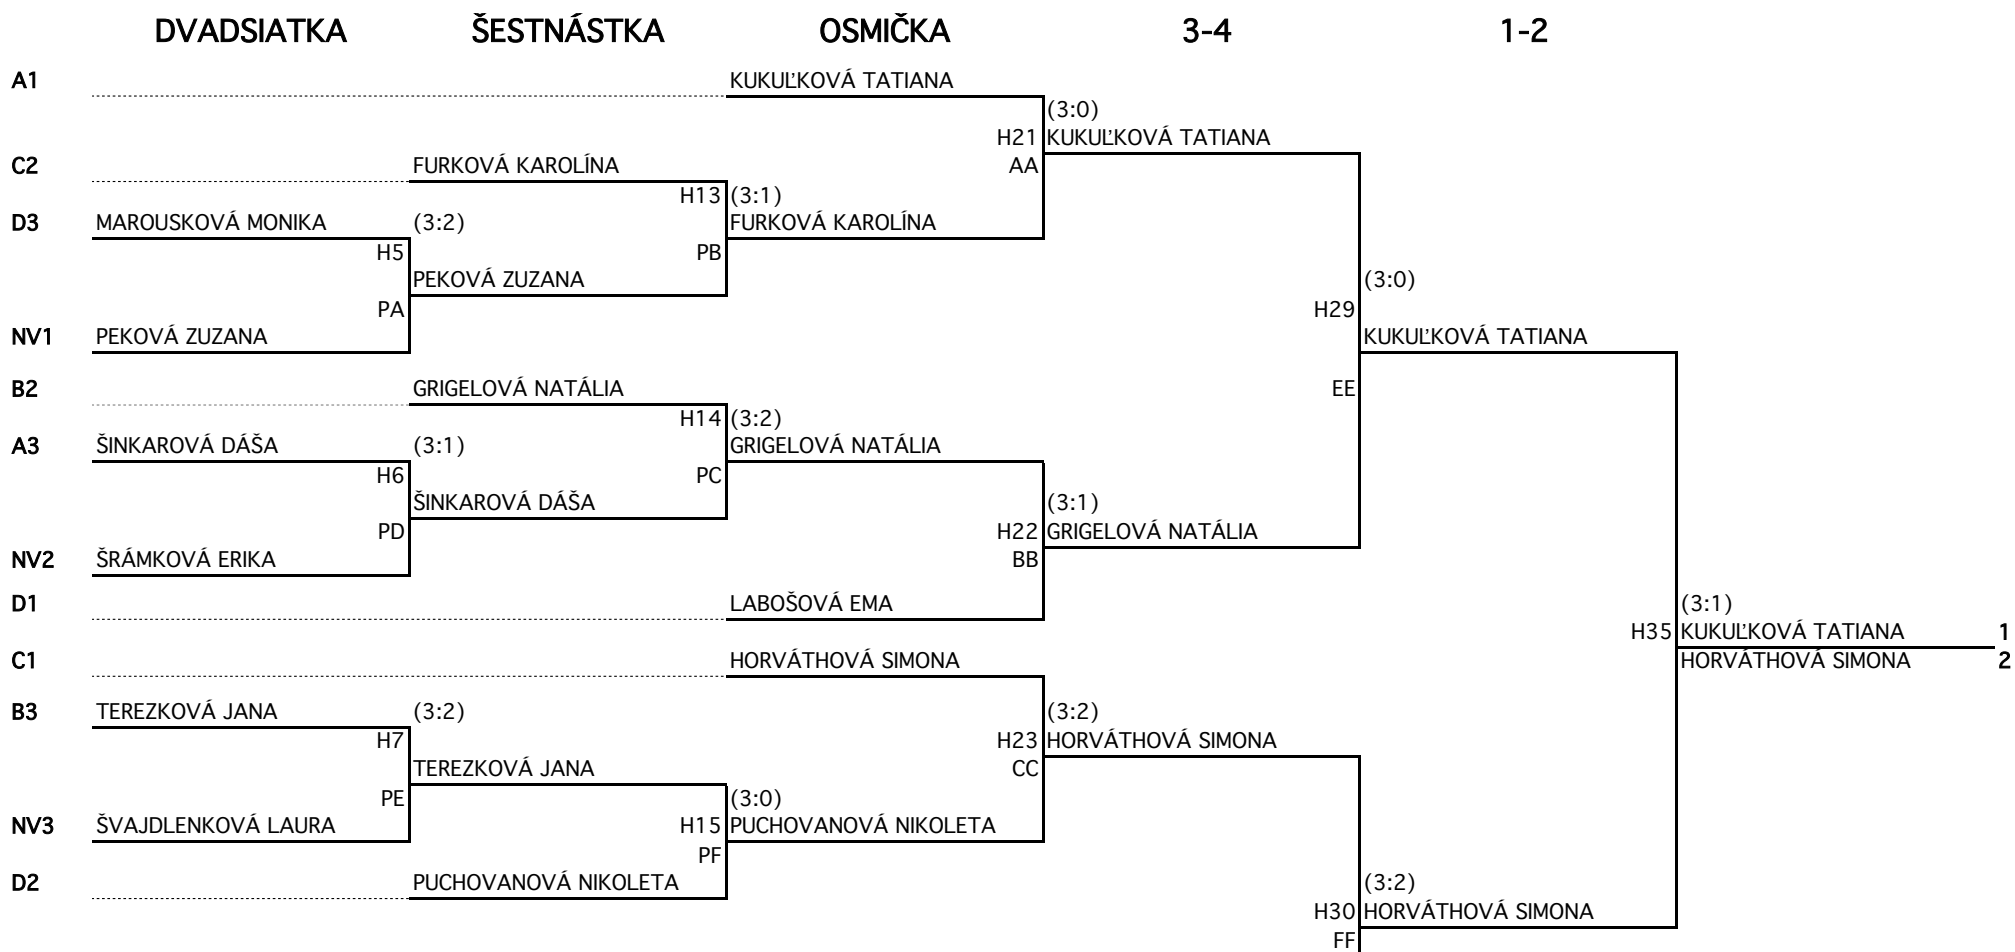 DVADSIATKA ŠESTNÁSTKA OSMIČKA 3-4 1-2
A1 KUKUĽKOVÁ TATIANA
(3:0)
H21 KUKUĽKOVÁ TATIANA
C2 FURKOVÁ KAROLÍNA AA
H13 (3:1)
D3 MAROUSKOVÁ MONIKA (3:2) FURKOVÁ KAROLÍNA
H5 PB
PEKOVÁ ZUZANA (3:0)
PA H29
NV1 PEKOVÁ ZUZANA KUKUĽKOVÁ TATIANA
B2 GRIGELOVÁ NATÁLIA EE
H14 (3:2)
A3 ŠINKAROVÁ DÁŠA (3:1) GRIGELOVÁ NATÁLIA
H6 PC
ŠINKAROVÁ DÁŠA (3:1)
PD H22 GRIGELOVÁ NATÁLIA
NV2 ŠRÁMKOVÁ ERIKA BB
D1 LABOŠOVÁ EMA (3:1)
H35 KUKUĽKOVÁ TATIANA 1
C1 HORVÁTHOVÁ SIMONA HORVÁTHOVÁ SIMONA 2
B3 TEREZKOVÁ JANA (3:2) (3:2)
H7 H23 HORVÁTHOVÁ SIMONA
TEREZKOVÁ JANA CC
PE (3:0)
NV3 ŠVAJDLENKOVÁ LAURA H15 PUCHOVANOVÁ NIKOLETA
PF
D2 PUCHOVANOVÁ NIKOLETA (3:2)
H30 HORVÁTHOVÁ SIMONA
FF